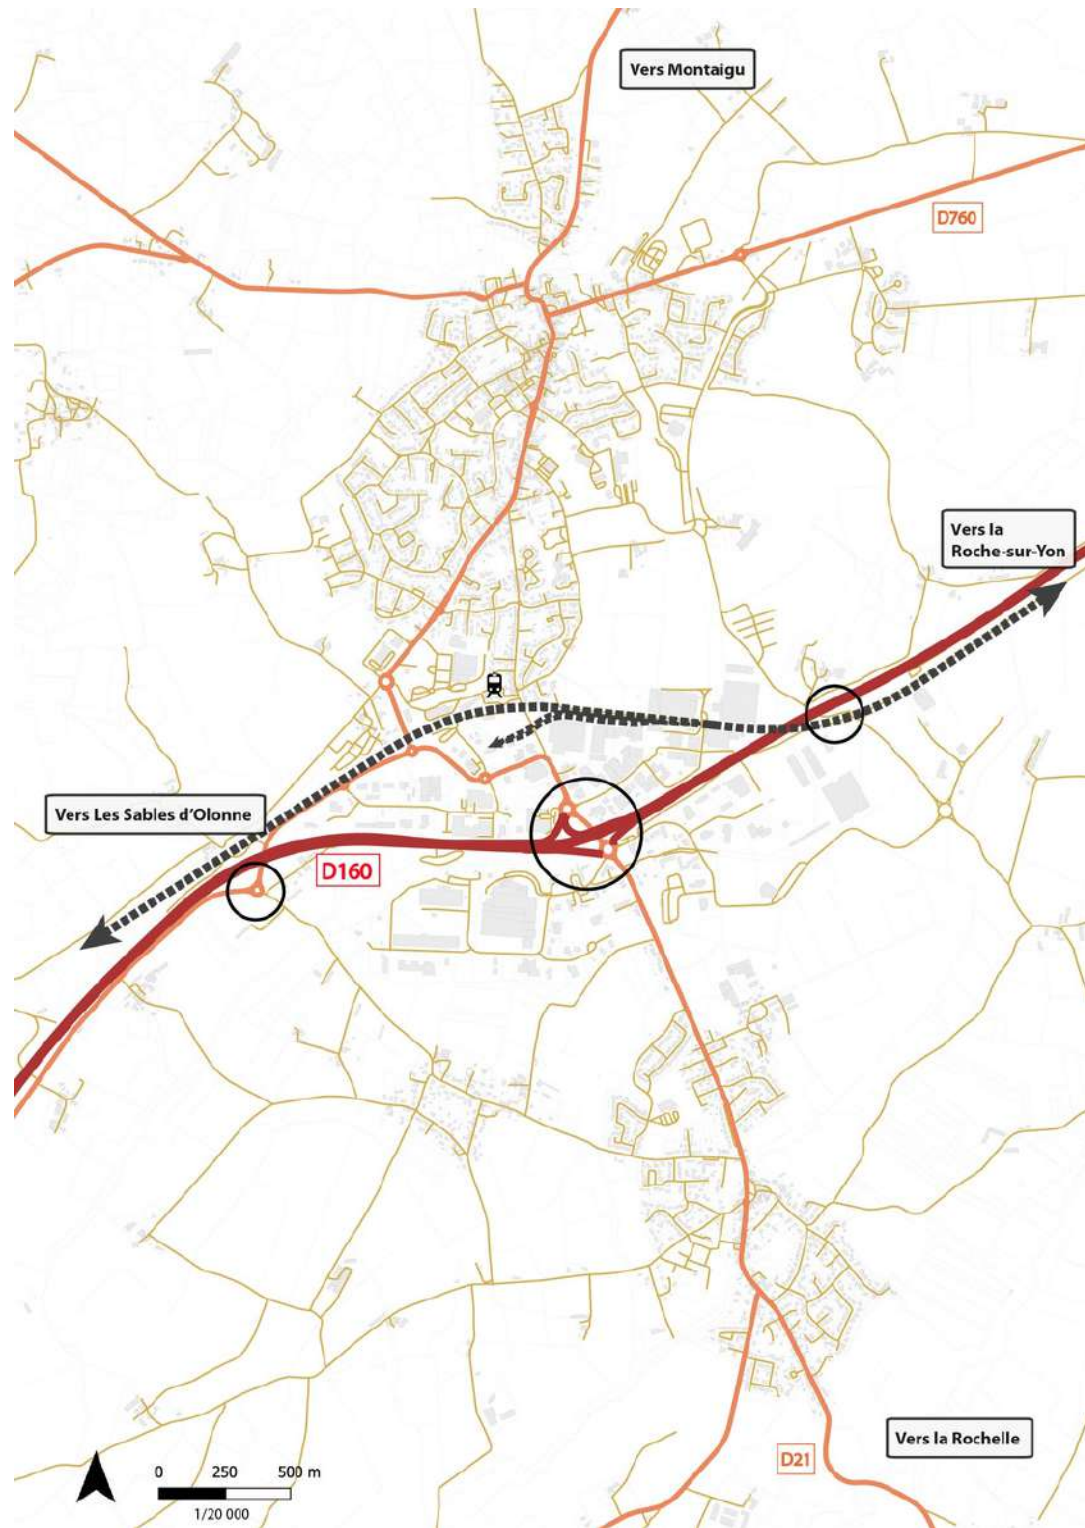 Vers Montaigu
D760
Vers la
Roche-sur-Yon
Vers Les Sables d'Olonne
D160
Vers la Rochelle
D21
0 250 500 m
1/20 000